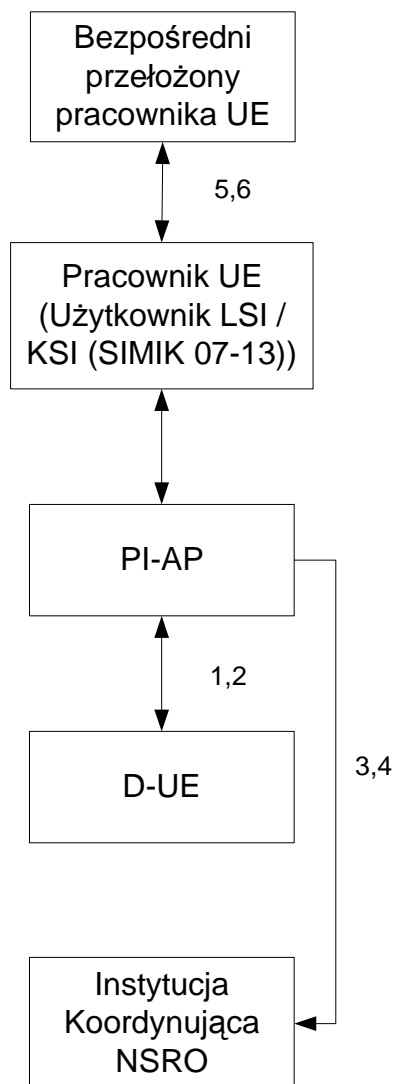 Bezpośredni
przełożony
pracownika UE
5,6
Pracownik UE
(Użytkownik LSI /
KSI (SIMIK 07-13))
PI-AP
1,2
D-UE
3,4
Instytucja
Koordynująca
NSRO